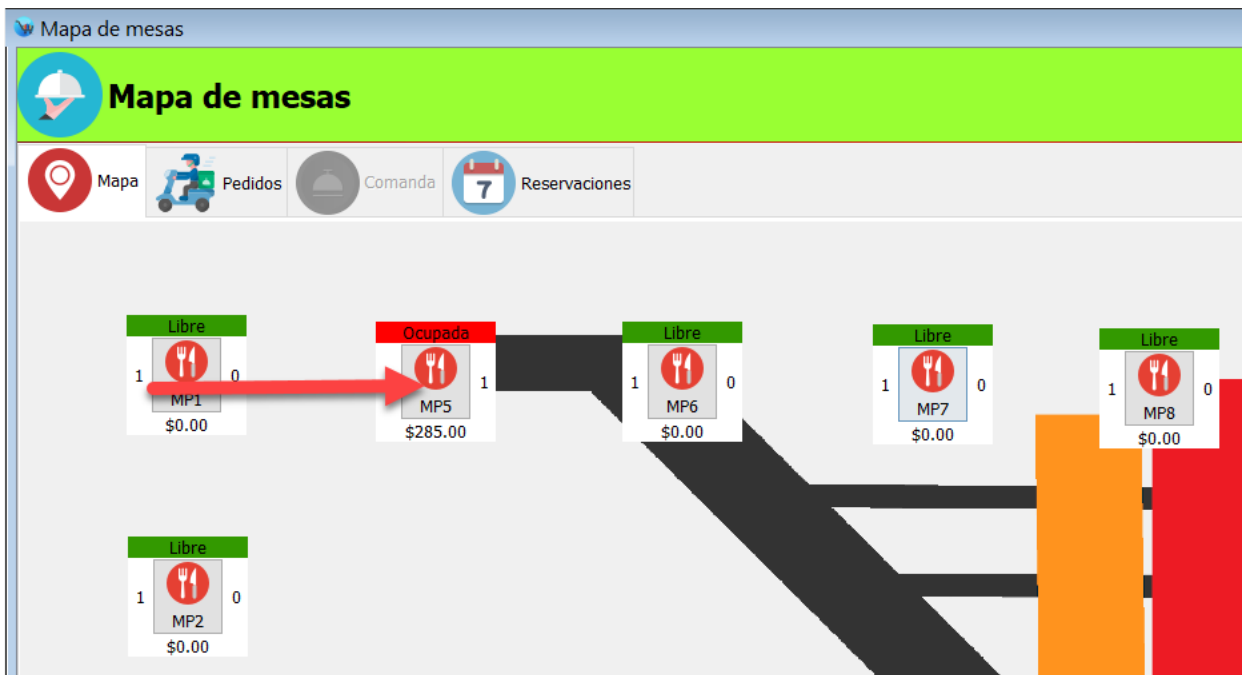 Mapa de mesas
Mapa de mesas
Mapa
Pedidos
Comanda
7
Reservaciones
Libre
1 0
MP1
$0.00
Ocupada
1
MP5
$285.00
Libre
1 0
MP6
$0.00
Libre
1 0
MP7
$0.00
Libre
1 0
MP8
$0.00
Libre
1 0
MP2
$0.00